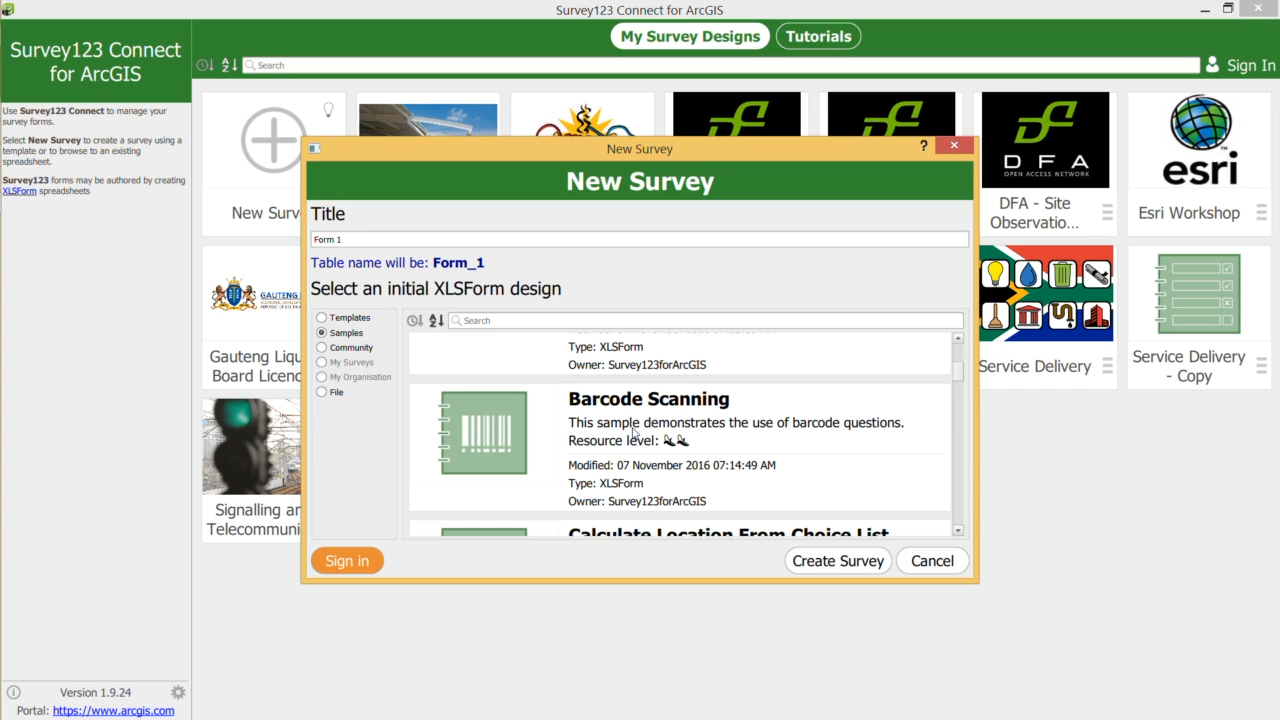 Survey123 Connect for ArcGIS
Survey123 Connect
for ArcGIS
My Survey Designs
Tutorials
Search
Sign In
Use Survey123 Connect to manage your
survey forms.
Select New Survey to create a survey using a
template or to browse to an existing
spreadsheet.
Survey123 forms may be authored by creating
XLSForm spreadsheets
New Surv
DFA
OPEN ACCESS NETWORK
DFA - Site
Observatio...
esri
Esri Workshop
GAUTENG
Gauteng Liqu
Board Licenc
Service Delivery
Service Delivery
- Copy
Signalling an
Telecommuni
New Survey
?
New Survey
Title
Form 1
Table name will be: Form_1
Select an initial XLSForm design
Templates
Samples
Community
My Surveys
My Organisation
File
Search
Type: XLSForm
Owner: Survey123forArcGIS
Barcode Scanning
This sample demonstrates the use of barcode questions.
Resource level:
Modified: 07 November 2016 07:14:49 AM
Type: XLSForm
Owner: Survey123forArcGIS
Calculate Location From Choice List
Sign in
Create Survey
Cancel
Version 1.9.24
Portal: https://www.arcgis.com